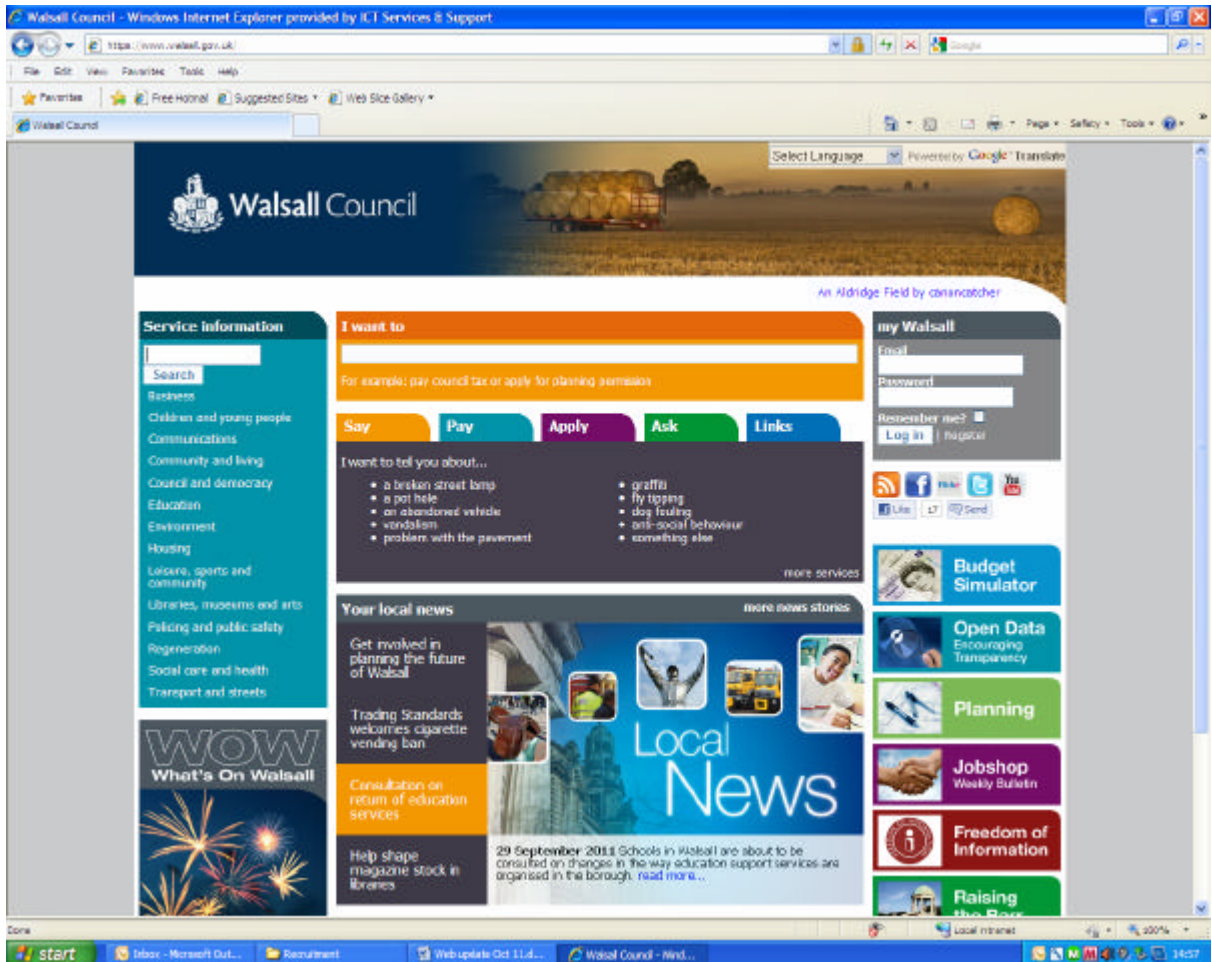 Walsall Council - Windows Internet Explorer provided by ICT Services & Support
https://www.walsall.gov.uk/
Google
File Edit View Favorites Tools Help
Favorites Free Hotmail Suggested Sites Web Slice Gallery
Walsall Council
Page Safety Tools
Select Language Powered by Google Translate
Walsall Council
An Aldridge Field by canoncatcher
Service information
Search
Business
Children and young people
Communications
Community and living
Council and democracy
Education
Environment
Housing
Leisure, sports and
community
Libraries, museums and arts
Policing and public safety
Regeneration
Social care and health
Transport and streets
WOW
What's On Walsall
I want to
For example: pay council tax or apply for planning permission
Say Pay Apply Ask Links
I want to tell you about...
• a broken street lamp
• a pot hole
• an abandoned vehicle
• vandalism
• problem with the pavement
• graffiti
• fly tipping
• dog fouling
• anti-social behaviour
• something else
more services
Your local news more news stories
Get involved in
planning the future
of Walsall
Trading Standards
welcomes cigarette
vending ban
Consultation on
return of education
services
Help shape
magazine stock in
libraries
Local
News
29 September 2011 Schools in Walsall are about to be
consulted on changes in the way education support services are
organised in the borough. read more...
my Walsall
Email
Password
Remember me?
Log in | Register
flickr
You
Like 17 Send
Budget
Simulator
Open Data
Encouraging
Transparency
Planning
Jobshop
Weekly Bulletin
Freedom of
Information
Raising
the Bar
Done Local intranet 100%
start Inbox - Microsoft Out... Recruitment Web update Oct 11.d... Walsall Council - Wind... 14:57